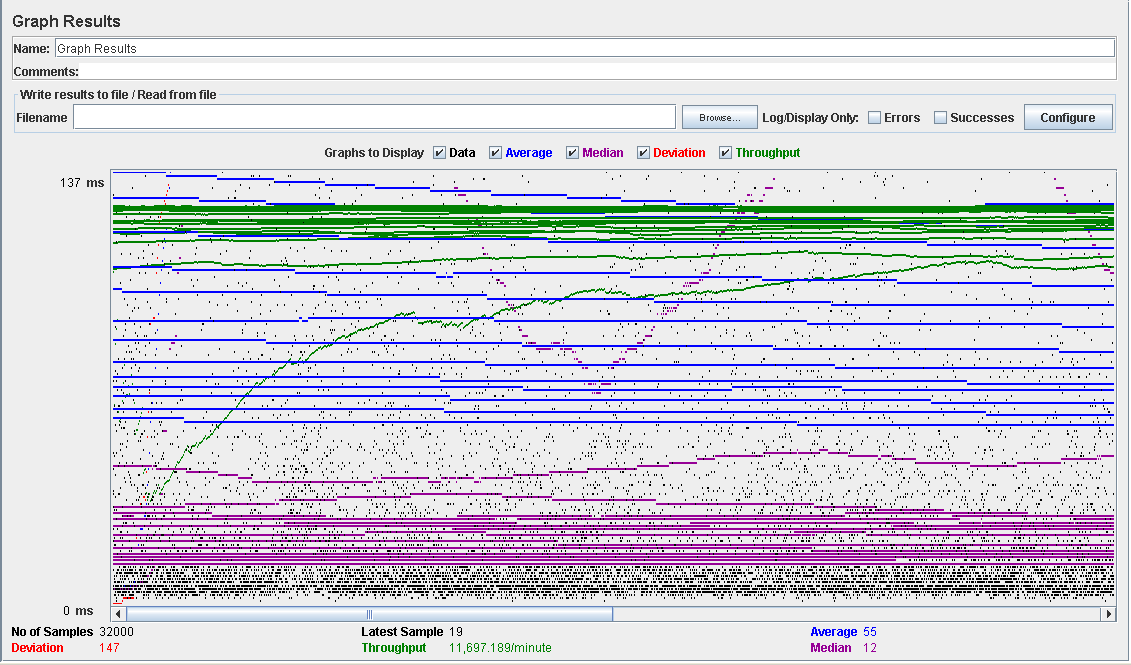 Graph Results
Name: Graph Results
Comments:
Write results to file / Read from file
Filename Browse... Log/Display Only: Errors Successes Configure
Graphs to Display Data Average Median Deviation Throughput
137 ms
0 ms
No of Samples 32000 Latest Sample 19 Average 55
Deviation 147 Throughput 11,697.189/minute Median 12